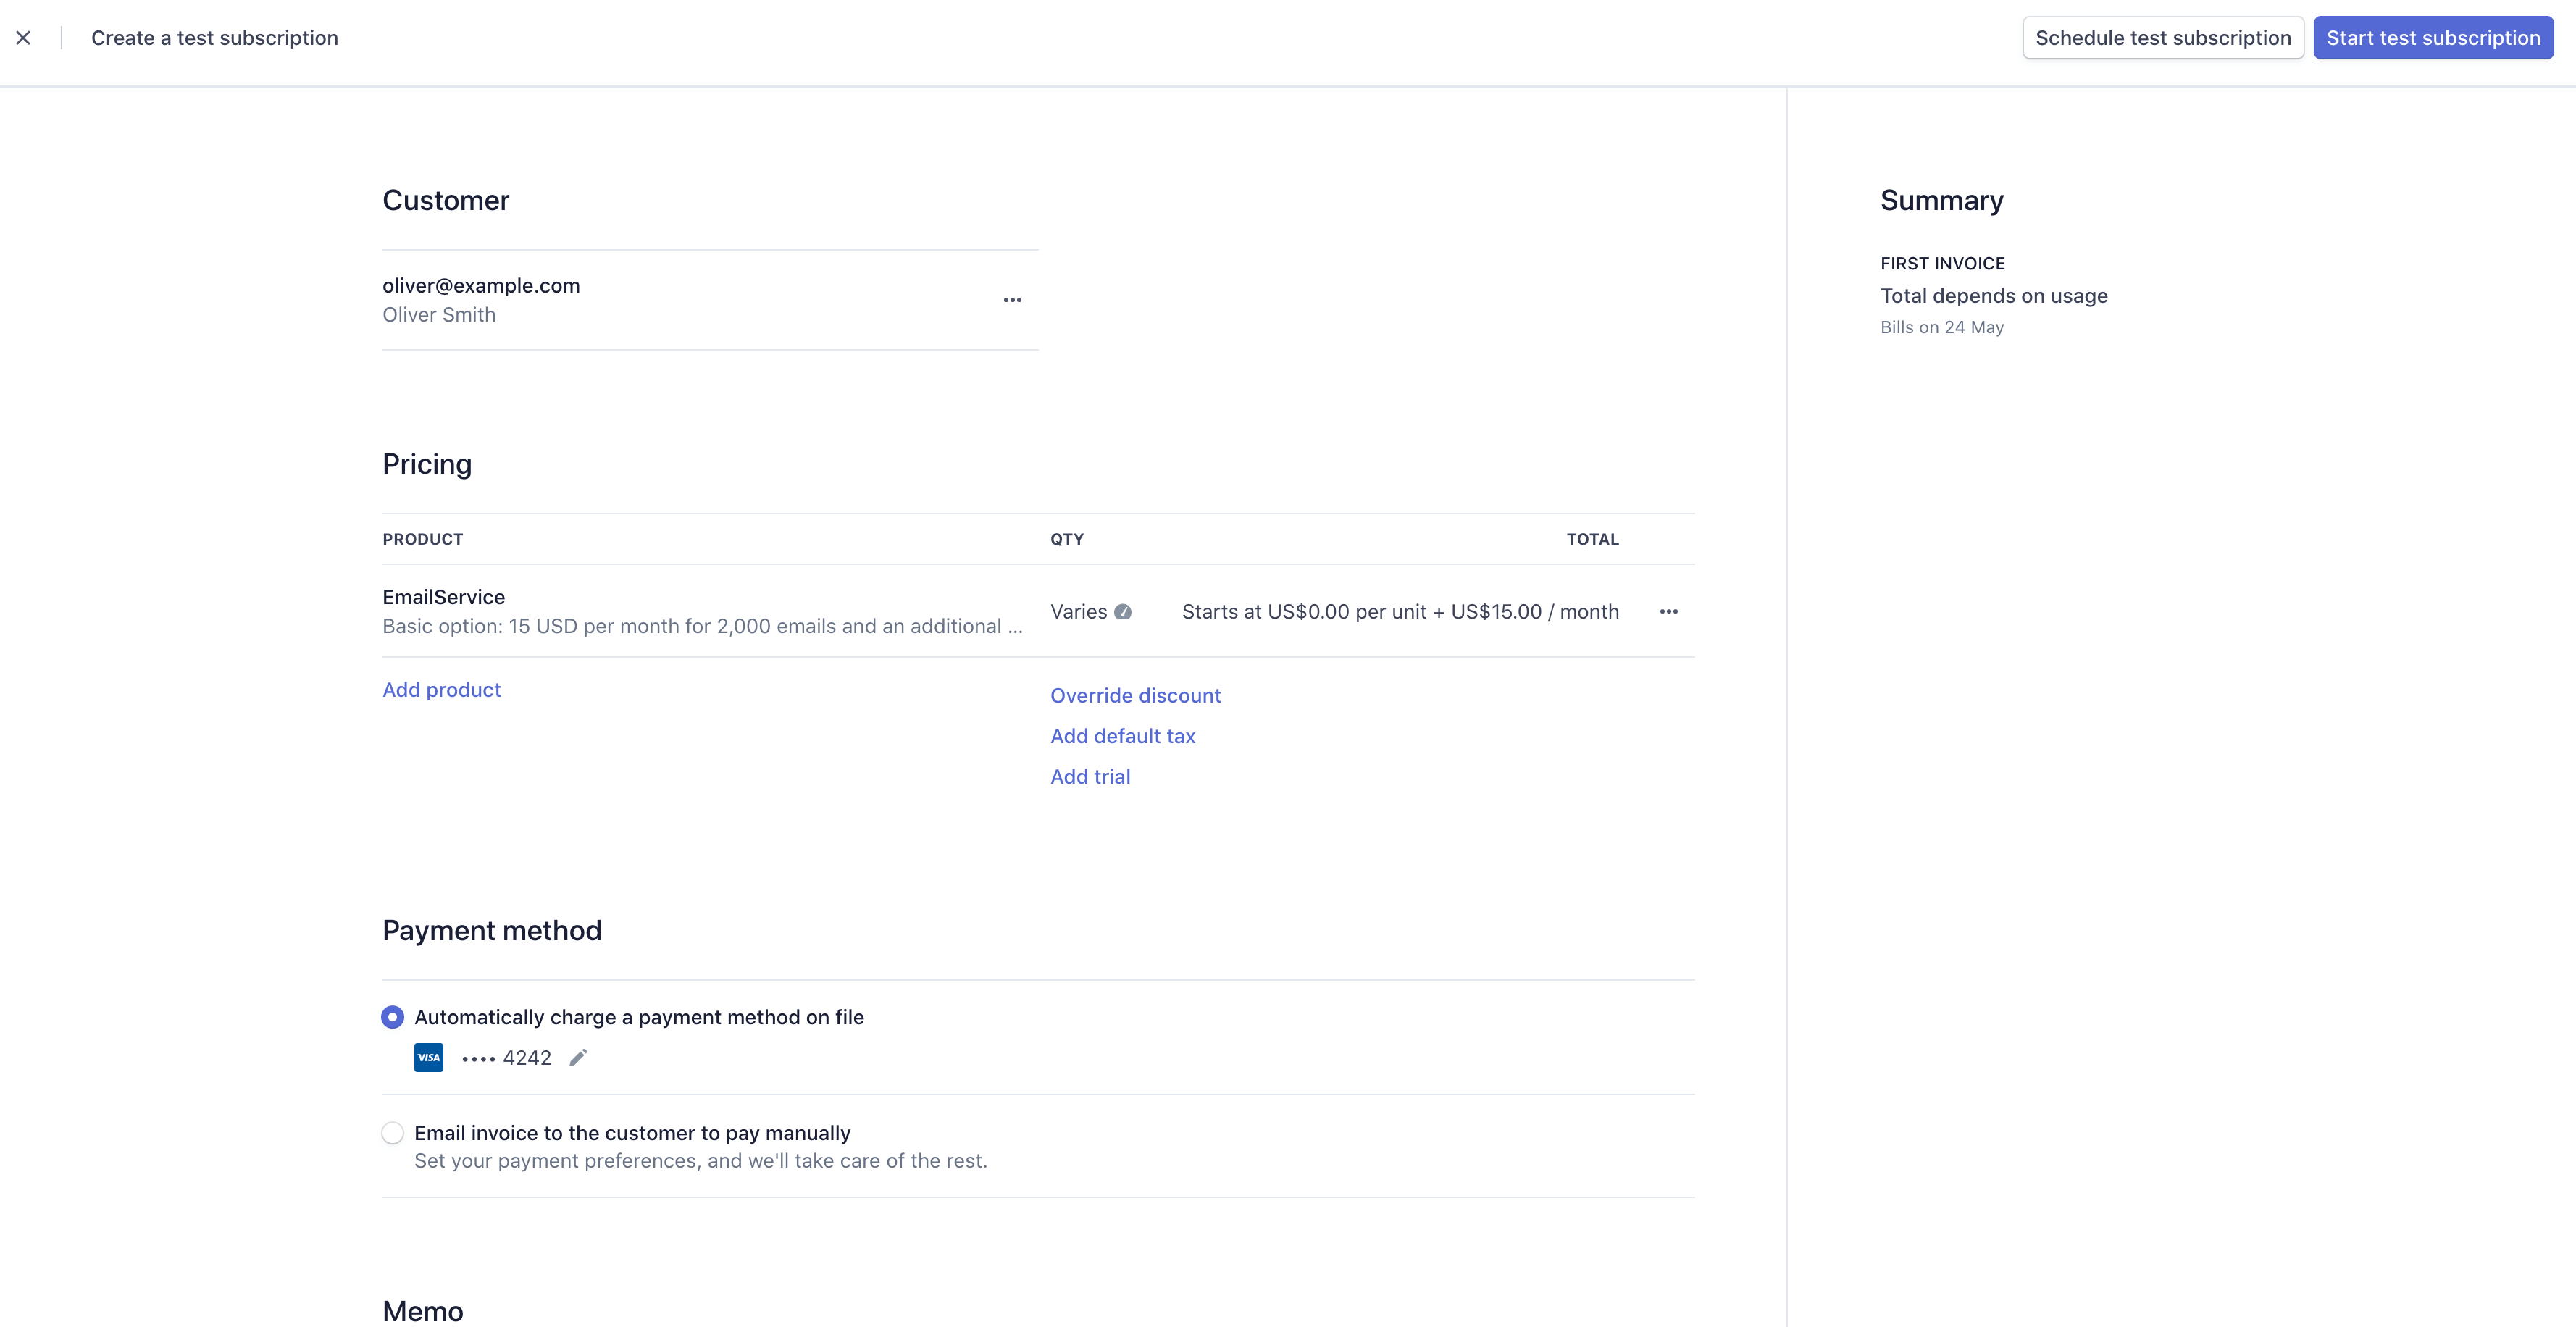 Create a test subscription
Schedule test subscription
Start test subscription
Customer
oliver@example.com
Oliver Smith
Pricing
PRODUCT QTY TOTAL
EmailService
Basic option: 15 USD per month for 2,000 emails and an additional ...
Varies
Starts at US$0.00 per unit + US$15.00 / month
Add product
Override discount
Add default tax
Add trial
Payment method
Automatically charge a payment method on file
VISA •••• 4242
Email invoice to the customer to pay manually
Set your payment preferences, and we'll take care of the rest.
Memo
Summary
FIRST INVOICE
Total depends on usage
Bills on 24 May